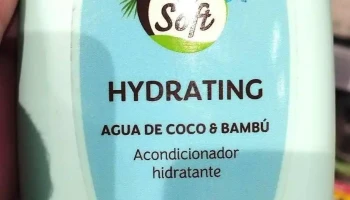 Soft
HYDRATING
AGUA DE COCO & BAMBÚ
Acondicionador
hidratante